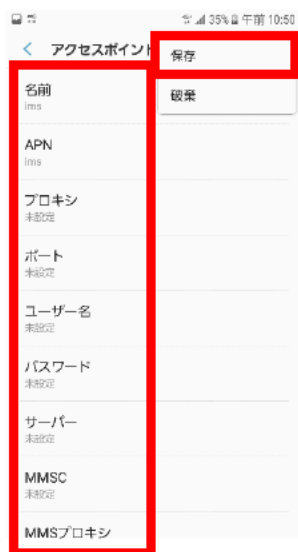 35% 午前 10:50
アクセスポイント
保存
破棄
名前
ims
APN
ims
プロキシ
未設定
ポート
未設定
ユーザー名
未設定
パスワード
未設定
サーバー
未設定
MMSC
未設定
MMSプロキシ